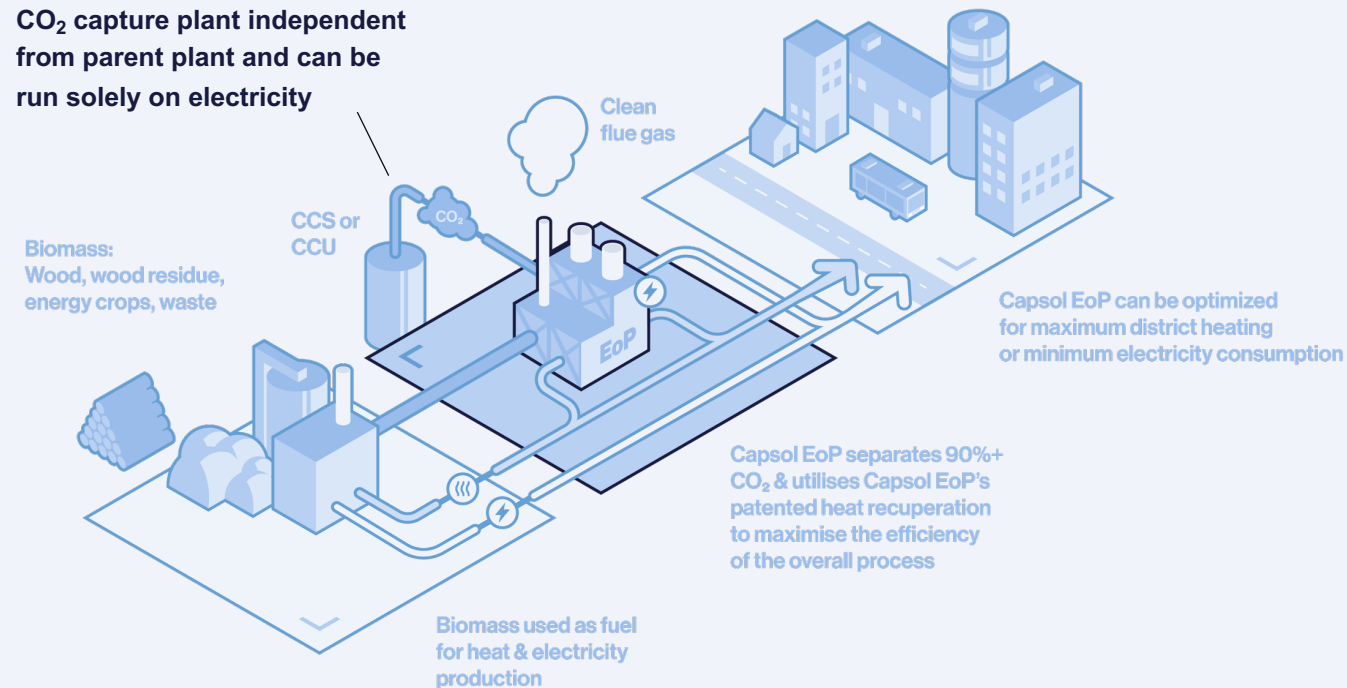 CO₂ capture plant independent
from parent plant and can be
run solely on electricity
Clean
flue gas
CO₂
CCS or
CCU
Biomass:
Wood, wood residue,
energy crops, waste
EoP
Capsol EoP can be optimized
for maximum district heating
or minimum electricity consumption
Capsol EoP separates 90%+
CO₂ & utilises Capsol EoP's
patented heat recuperation
to maximise the efficiency
of the overall process
Biomass used as fuel
for heat & electricity
production